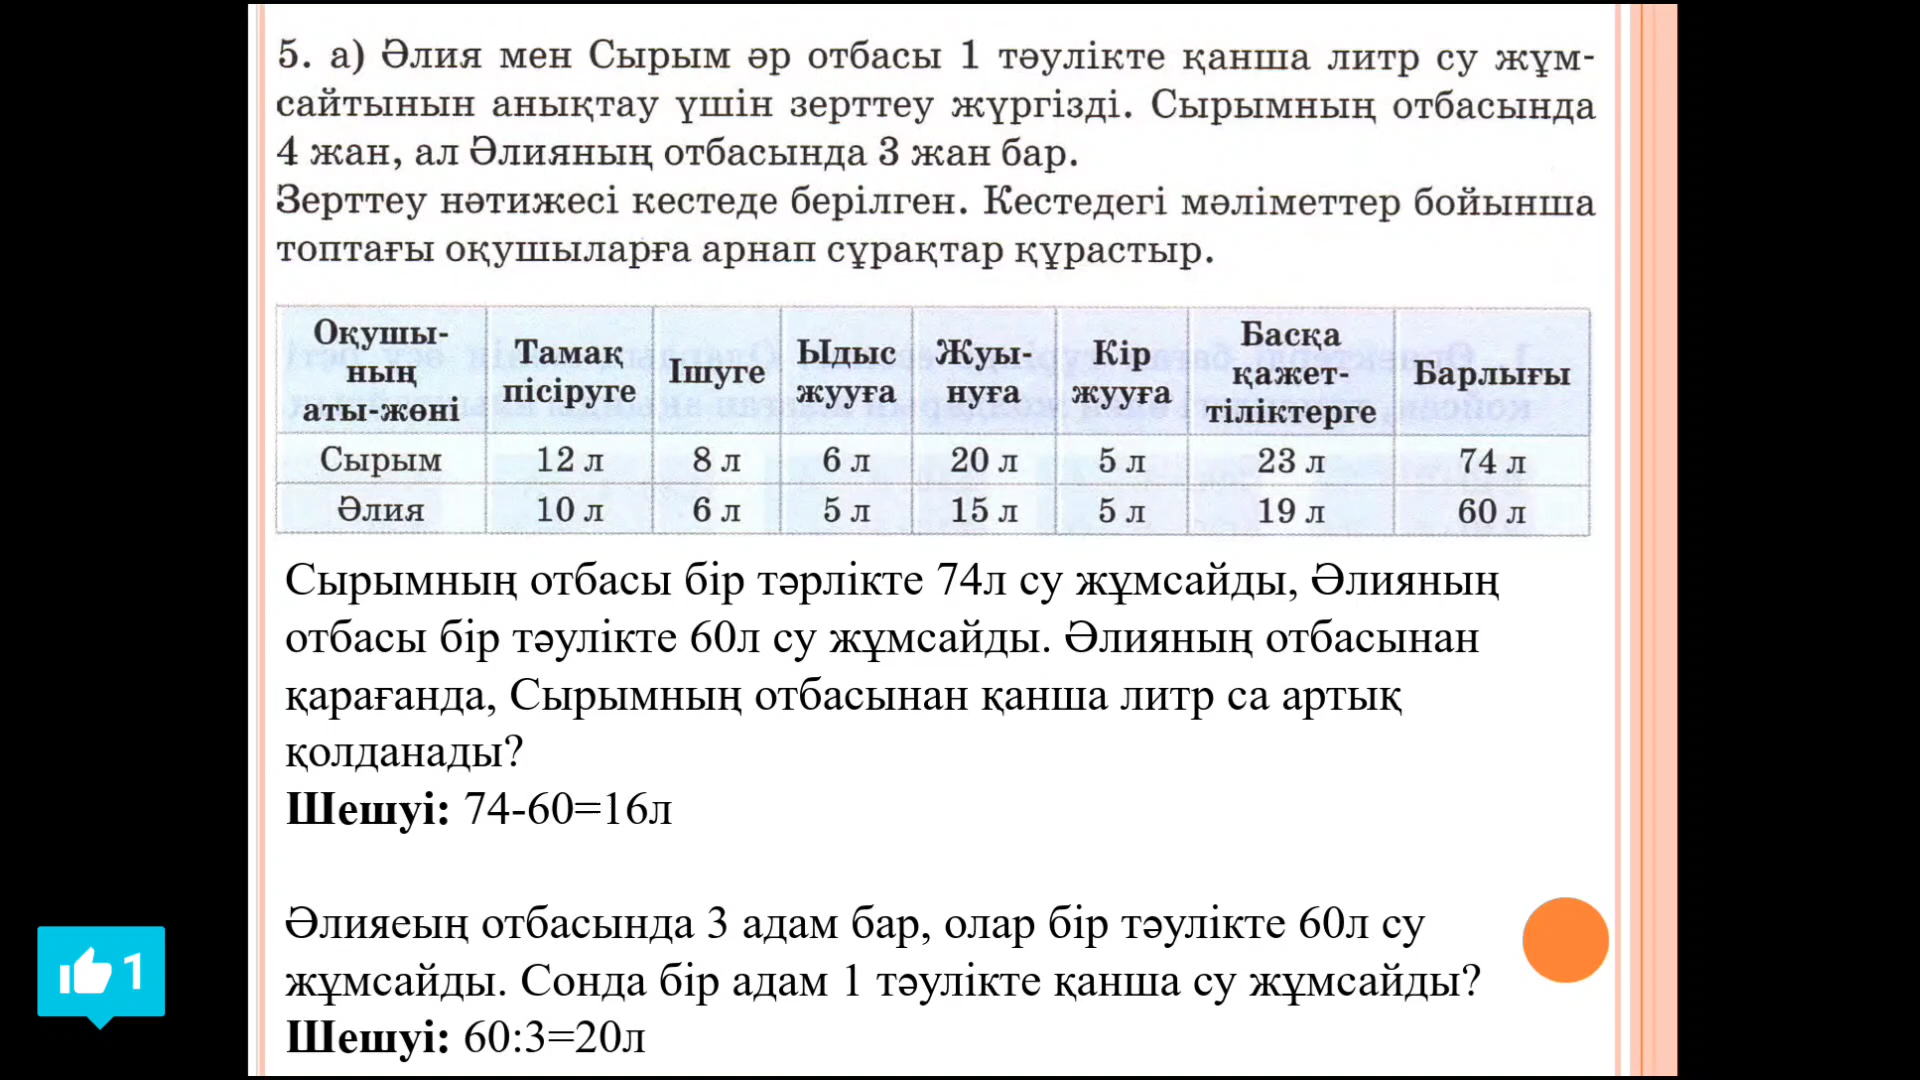 5. а) Әлия мен Сырым әр отбасы 1 тәулікте қанша литр су жұм-
сайтынын анықтау үшін зерттеу жүргізді. Сырымның отбасында
4 жан, ал Әлияның отбасында 3 жан бар.
Зерттеу нәтижесі кестеде берілген. Кестедегі мәліметтер бойынша
топтағы оқушыларға арнап сұрақтар құрастыр.
Оқушы-
ның
аты-жөні
Тамақ
пісіруге
Ішуге
Ыдыс
жууға
Жуы-
нуға
Кір
жууға
Басқа
қажет-
тіліктерге
Барлығы
Сырым 12 л 8 л 6 л 20 л 5 л 23 л 74 л
Әлия 10 л 6 л 5 л 15 л 5 л 19 л 60 л
Сырымның отбасы бір тәрлікте 74л су жұмсайды, Әлияның
отбасы бір тәулікте 60л су жұмсайды. Әлияның отбасынан
қарағанда, Сырымның отбасынан қанша литр са артық
қолданады?
Шешуі: 74-60=16л
Әлияеың отбасында 3 адам бар, олар бір тәулікте 60л су
жұмсайды. Сонда бір адам 1 тәулікте қанша су жұмсайды?
Шешуі: 60:3=20л
1